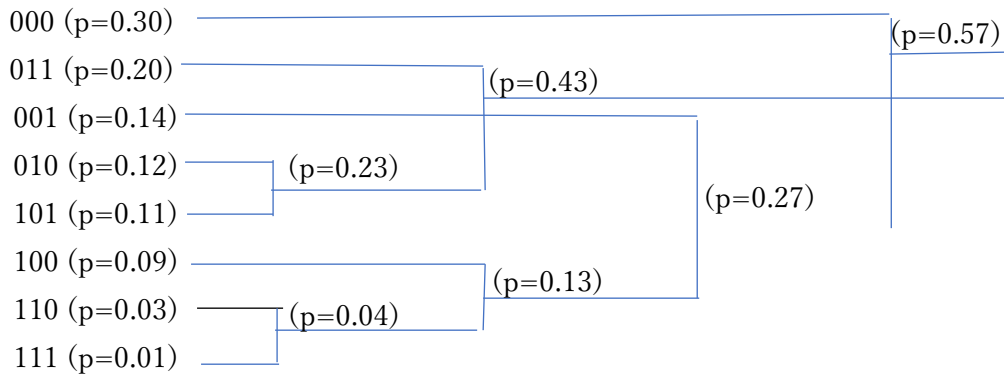 000 (p=0.30)
(p=0.57)
011 (p=0.20)
(p=0.43)
001 (p=0.14)
010 (p=0.12)
(p=0.23)
(p=0.27)
101 (p=0.11)
100 (p=0.09)
(p=0.13)
110 (p=0.03)
(p=0.04)
111 (p=0.01)